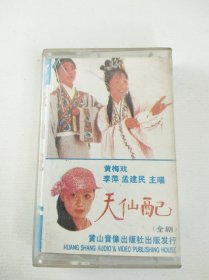 黄梅戏
李萍 孟建民 主唱
天仙配
（全剧）
黄山音像出版社出版发行
HUANG SHANG AUDIO & VIDEO PUBLISHING HOUSE